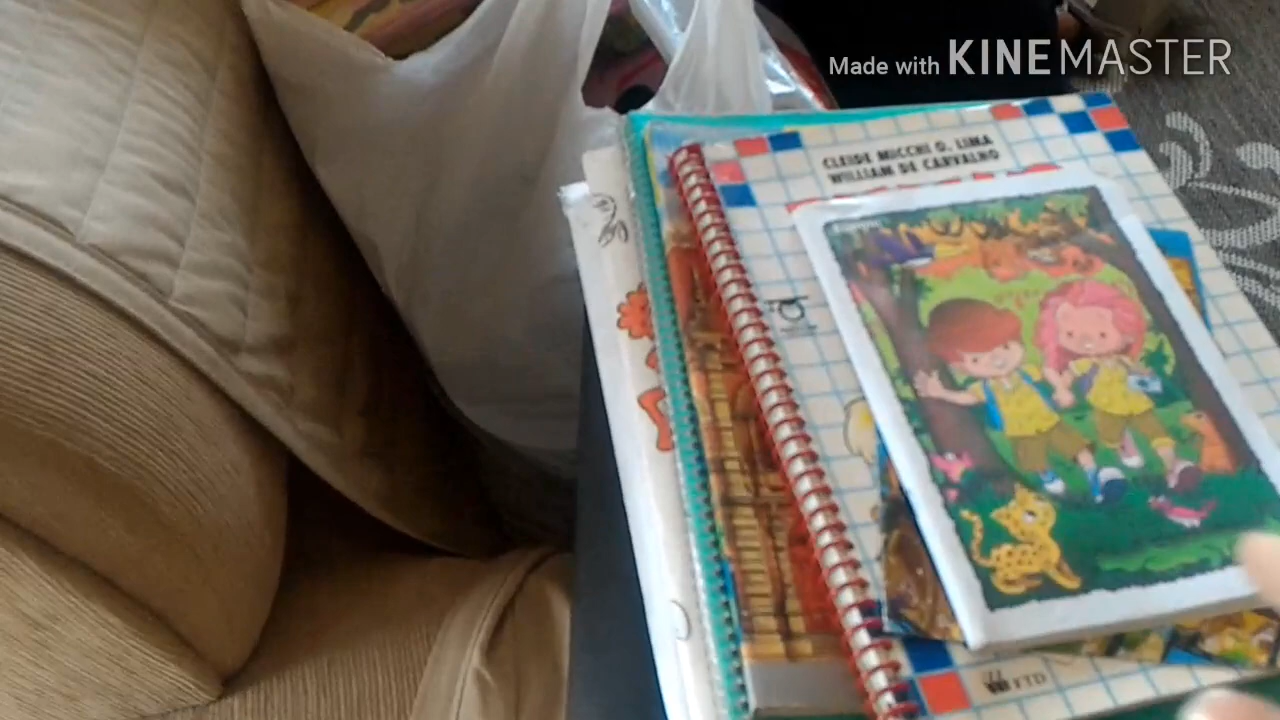 Made with KINEMASTER
CLEIDE MICCHI O. LIMA
WILLIAM DE CARVALHO
FTD